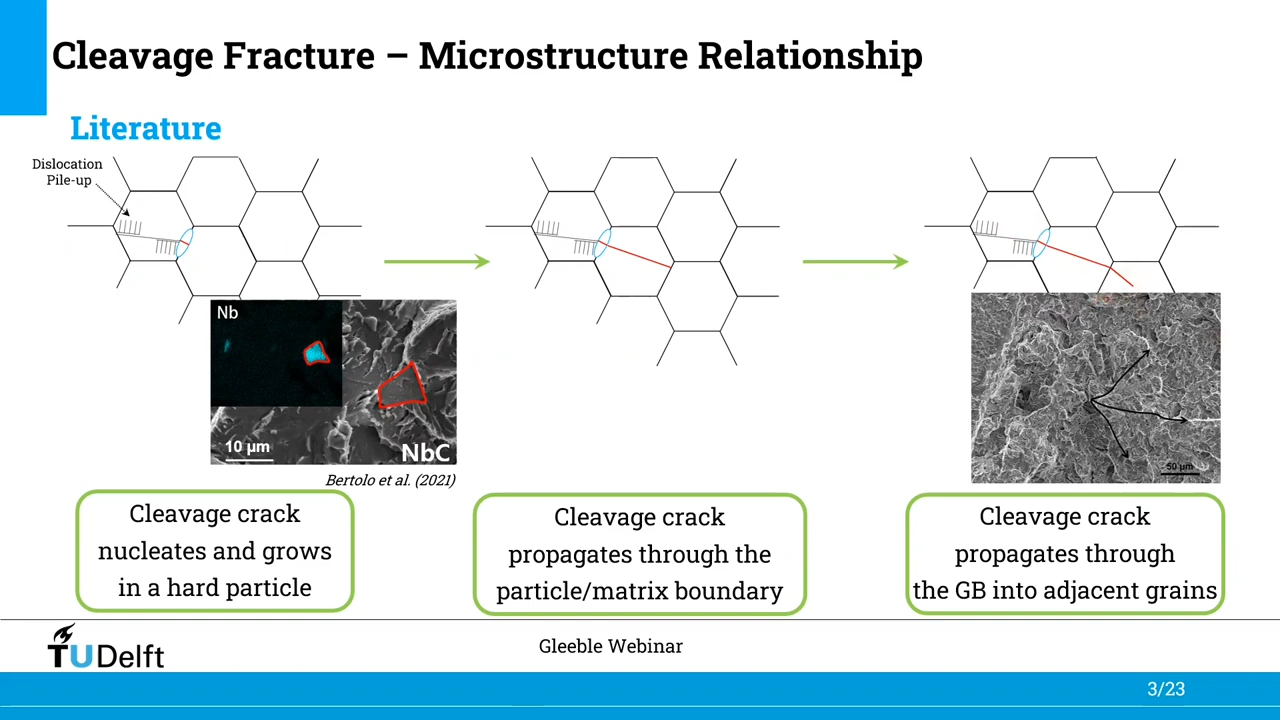 Cleavage Fracture – Microstructure Relationship
Literature
Dislocation
Pile-up
Nb
10 µm
NbC
Bertolo et al. (2021)
50 µm
Cleavage crack
nucleates and grows
in a hard particle
Cleavage crack
propagates through the
particle/matrix boundary
Cleavage crack
propagates through
the GB into adjacent grains
TUDelft
Gleeble Webinar
3/23